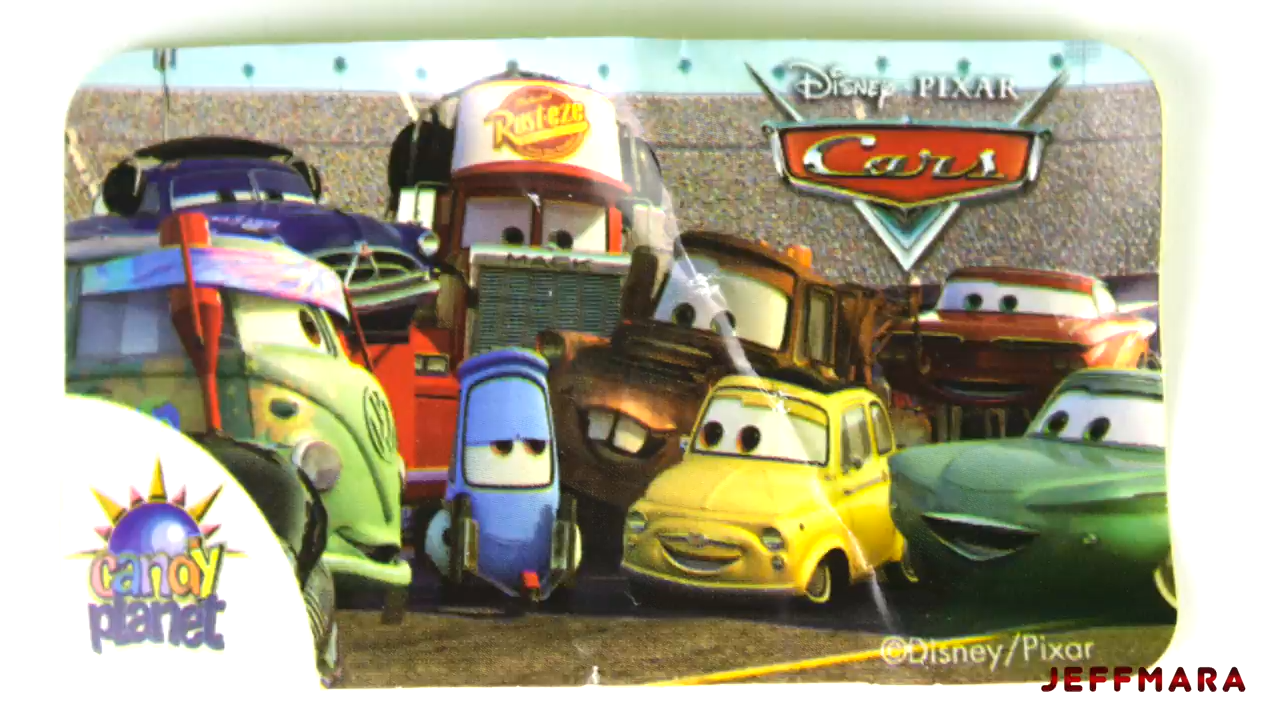 Rust-eze
DISNEY PIXAR
Cars
MACK
candy
planet
©Disney/Pixar
JEFFMARA